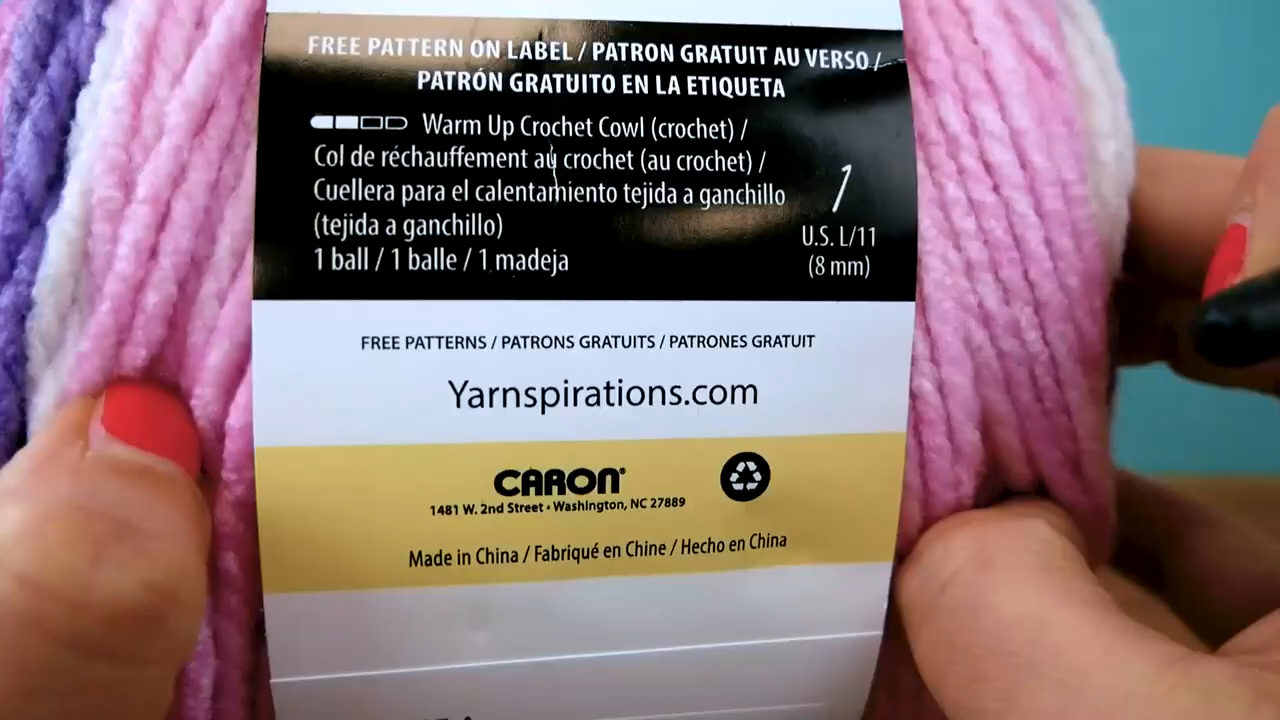 FREE PATTERN ON LABEL / PATRON GRATUIT AU VERSO /
PATRÓN GRATUITO EN LA ETIQUETA
Warm Up Crochet Cowl (crochet) /
Col de réchauffement au crochet (au crochet) /
Cuellera para el calentamiento tejida a ganchillo
(tejida a ganchillo)
1 ball / 1 balle / 1 madeja
U.S. L/11
(8 mm)
FREE PATTERNS / PATRONS GRATUITS / PATRONES GRATUIT
Yarnspirations.com
CARON®
1481 W. 2nd Street • Washington, NC 27889
Made in China / Fabriqué en Chine / Hecho en China